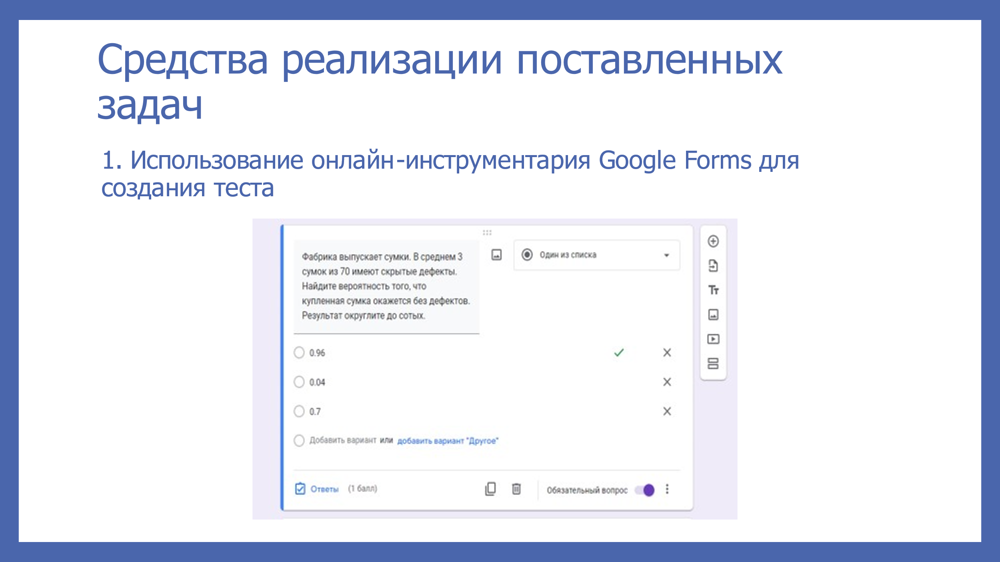 Средства реализации поставленных
задач
1. Использование онлайн-инструментария Google Forms для
создания теста
Фабрика выпускает сумки. В среднем 3
сумок из 70 имеют скрытые дефекты.
Найдите вероятность того, что
купленная сумка окажется без дефектов.
Результат округлите до сотых.
Один из списка
0.96
0.04
0.7
Добавить вариант или добавить вариант "Другое"
Ответы (1 балл)
Обязательный вопрос